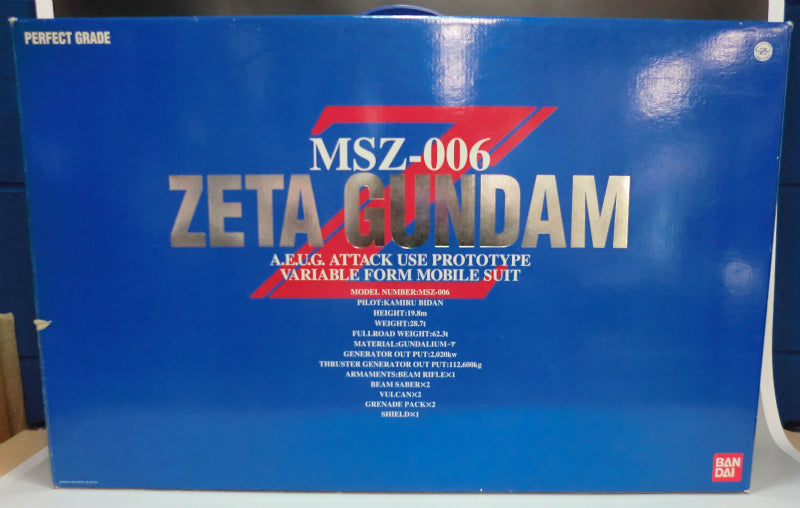 PERFECT GRADE
MSZ-006
ZETA GUNDAM
A.E.U.G. ATTACK USE PROTOTYPE
VARIABLE FORM MOBILE SUIT
MODEL NUMBER:MSZ-006
PILOT:KAMIRU BIDAN
HEIGHT:19.8m
WEIGHT:28.7t
FULLROAD WEIGHT:62.3t
MATERIAL:GUNDALIUM-γ
GENERATOR OUT PUT:2,020kw
THRUSTER GENERATOR OUT PUT:112,600kg
ARMAMENTS:BEAM RIFLE×1
BEAM SABER×2
VULCAN×2
GRENADE PACK×2
SHIELD×1
BAN
DAI